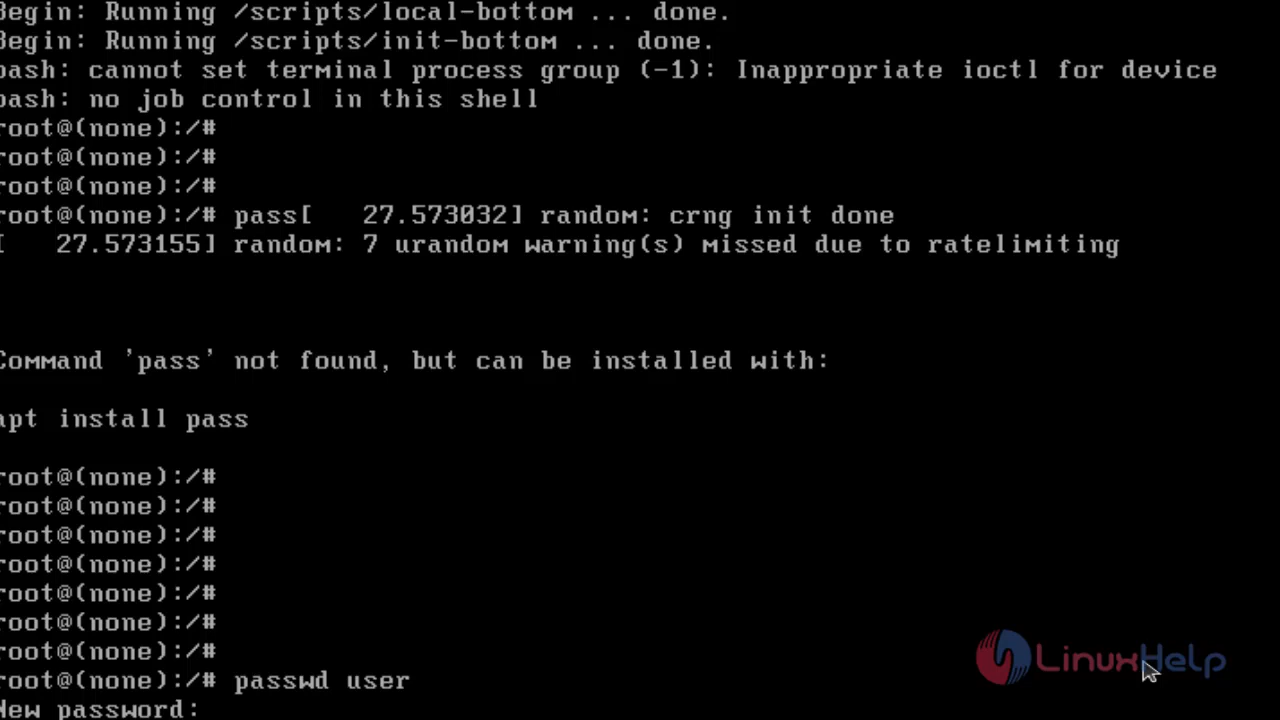 Begin: Running /scripts/local-bottom ... done.
Begin: Running /scripts/init-bottom ... done.
bash: cannot set terminal process group (-1): Inappropriate ioctl for device
bash: no job control in this shell
root@(none):/#
root@(none):/#
root@(none):/#
root@(none):/# pass[   27.573032] random: crng init done
[   27.573155] random: 7 urandom warning(s) missed due to ratelimiting
Command 'pass' not found, but can be installed with:
apt install pass
root@(none):/#
root@(none):/#
root@(none):/#
root@(none):/#
root@(none):/#
root@(none):/#
root@(none):/#
root@(none):/# passwd user
New password:
LinuxHelp